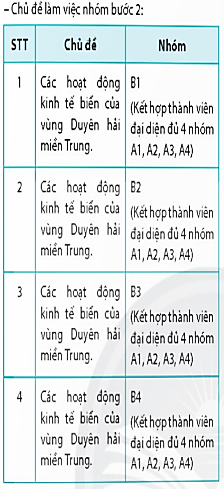 – Chủ đề làm việc nhóm bước 2:
STT Chủ đề Nhóm
1 Các hoạt động B1
kinh tế biển của (Kết hợp thành viên
vùng Duyên hải đại diện đủ 4 nhóm
miền Trung. A1, A2, A3, A4)
2 Các hoạt động B2
kinh tế biển của (Kết hợp thành viên
vùng Duyên hải đại diện đủ 4 nhóm
miền Trung. A1, A2, A3, A4)
3 Các hoạt động B3
kinh tế biển của (Kết hợp thành viên
vùng Duyên hải đại diện đủ 4 nhóm
miền Trung. A1, A2, A3, A4)
4 Các hoạt động B4
kinh tế biển của (Kết hợp thành viên
vùng Duyên hải đại diện đủ 4 nhóm
miền Trung. A1, A2, A3, A4)